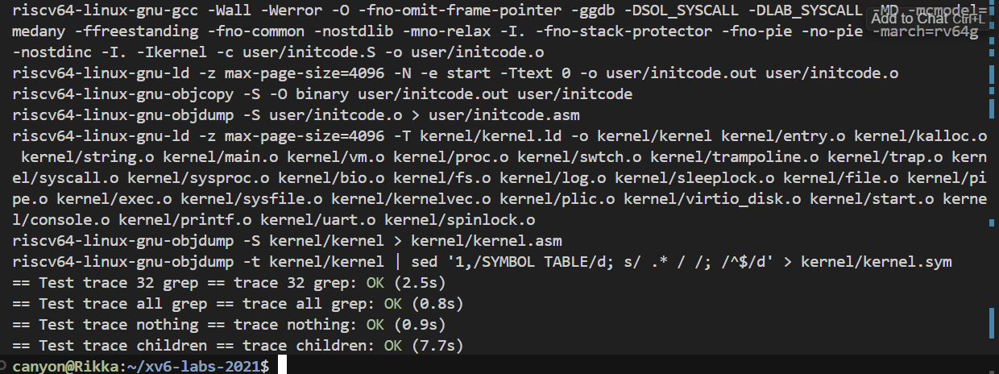 riscv64-linux-gnu-gcc -Wall -Werror -O -fno-omit-frame-pointer -ggdb -DSOL_SYSCALL -DLAB_SYSCALL -MD -mcmodel=
Add to Chat Ctrl+L
medany -ffreestanding -fno-common -nostdlib -mno-relax -I. -fno-stack-protector -fno-pie -no-pie -march=rv64g
-nostdinc -I. -Ikernel -c user/initcode.S -o user/initcode.o
riscv64-linux-gnu-ld -z max-page-size=4096 -N -e start -Ttext 0 -o user/initcode.out user/initcode.o
riscv64-linux-gnu-objcopy -S -O binary user/initcode.out user/initcode
riscv64-linux-gnu-objdump -S user/initcode.o > user/initcode.asm
riscv64-linux-gnu-ld -z max-page-size=4096 -T kernel/kernel.ld -o kernel/kernel kernel/entry.o kernel/kalloc.o
kernel/string.o kernel/main.o kernel/vm.o kernel/proc.o kernel/swtch.o kernel/trampoline.o kernel/trap.o kern
el/syscall.o kernel/sysproc.o kernel/bio.o kernel/fs.o kernel/log.o kernel/sleeplock.o kernel/file.o kernel/pi
pe.o kernel/exec.o kernel/sysfile.o kernel/kernelvec.o kernel/plic.o kernel/virtio_disk.o kernel/start.o kerne
l/console.o kernel/printf.o kernel/uart.o kernel/spinlock.o
riscv64-linux-gnu-objdump -S kernel/kernel > kernel/kernel.asm
riscv64-linux-gnu-objdump -t kernel/kernel | sed '1,/SYMBOL TABLE/d; s/ .* / /; /^$/d' > kernel/kernel.sym
== Test trace 32 grep == trace 32 grep: OK (2.5s)
== Test trace all grep == trace all grep: OK (0.8s)
== Test trace nothing == trace nothing: OK (0.9s)
== Test trace children == trace children: OK (7.7s)
canyon@Rikka:~/xv6-labs-2021$